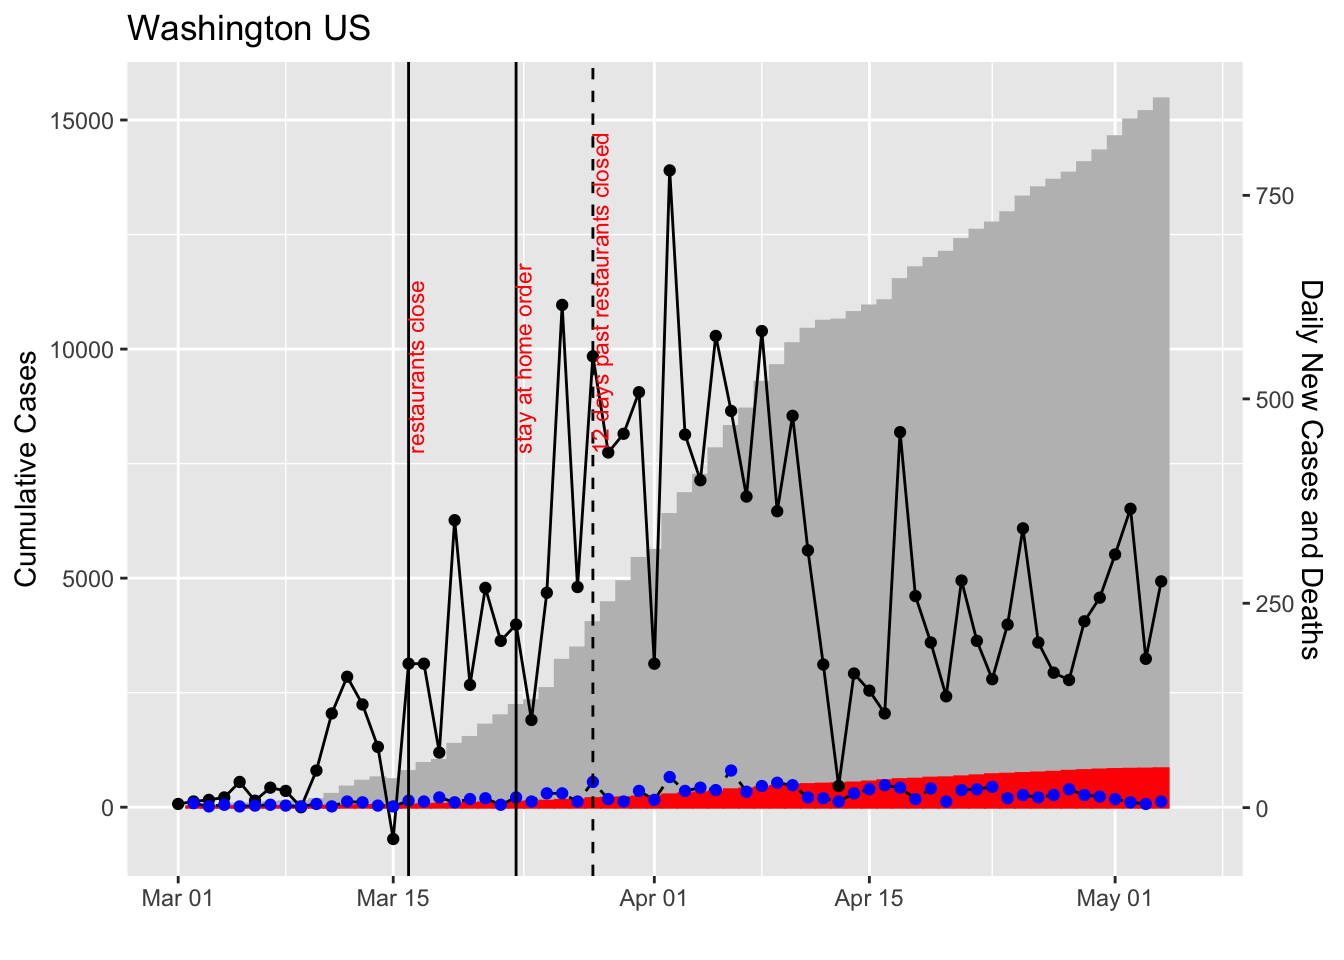 Washington US
15000
10000
5000
0
Cumulative Cases
restaurants close
stay at home order
12 days past restaurants closed
750
500
250
0
Daily New Cases and Deaths
Mar 01
Mar 15
Apr 01
Apr 15
May 01